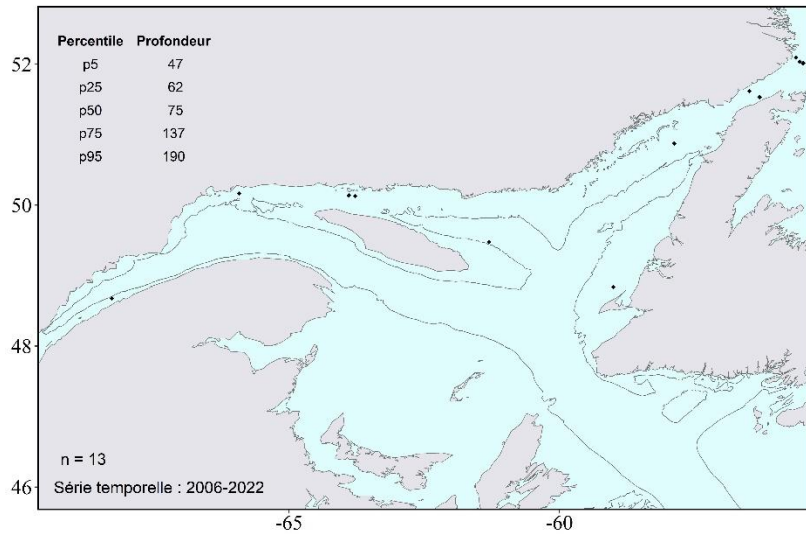 Percentile Profondeur
p5 47
p25 62
p50 75
p75 137
p95 190
52
50
48
46
n = 13
Série temporelle : 2006-2022
-65 -60